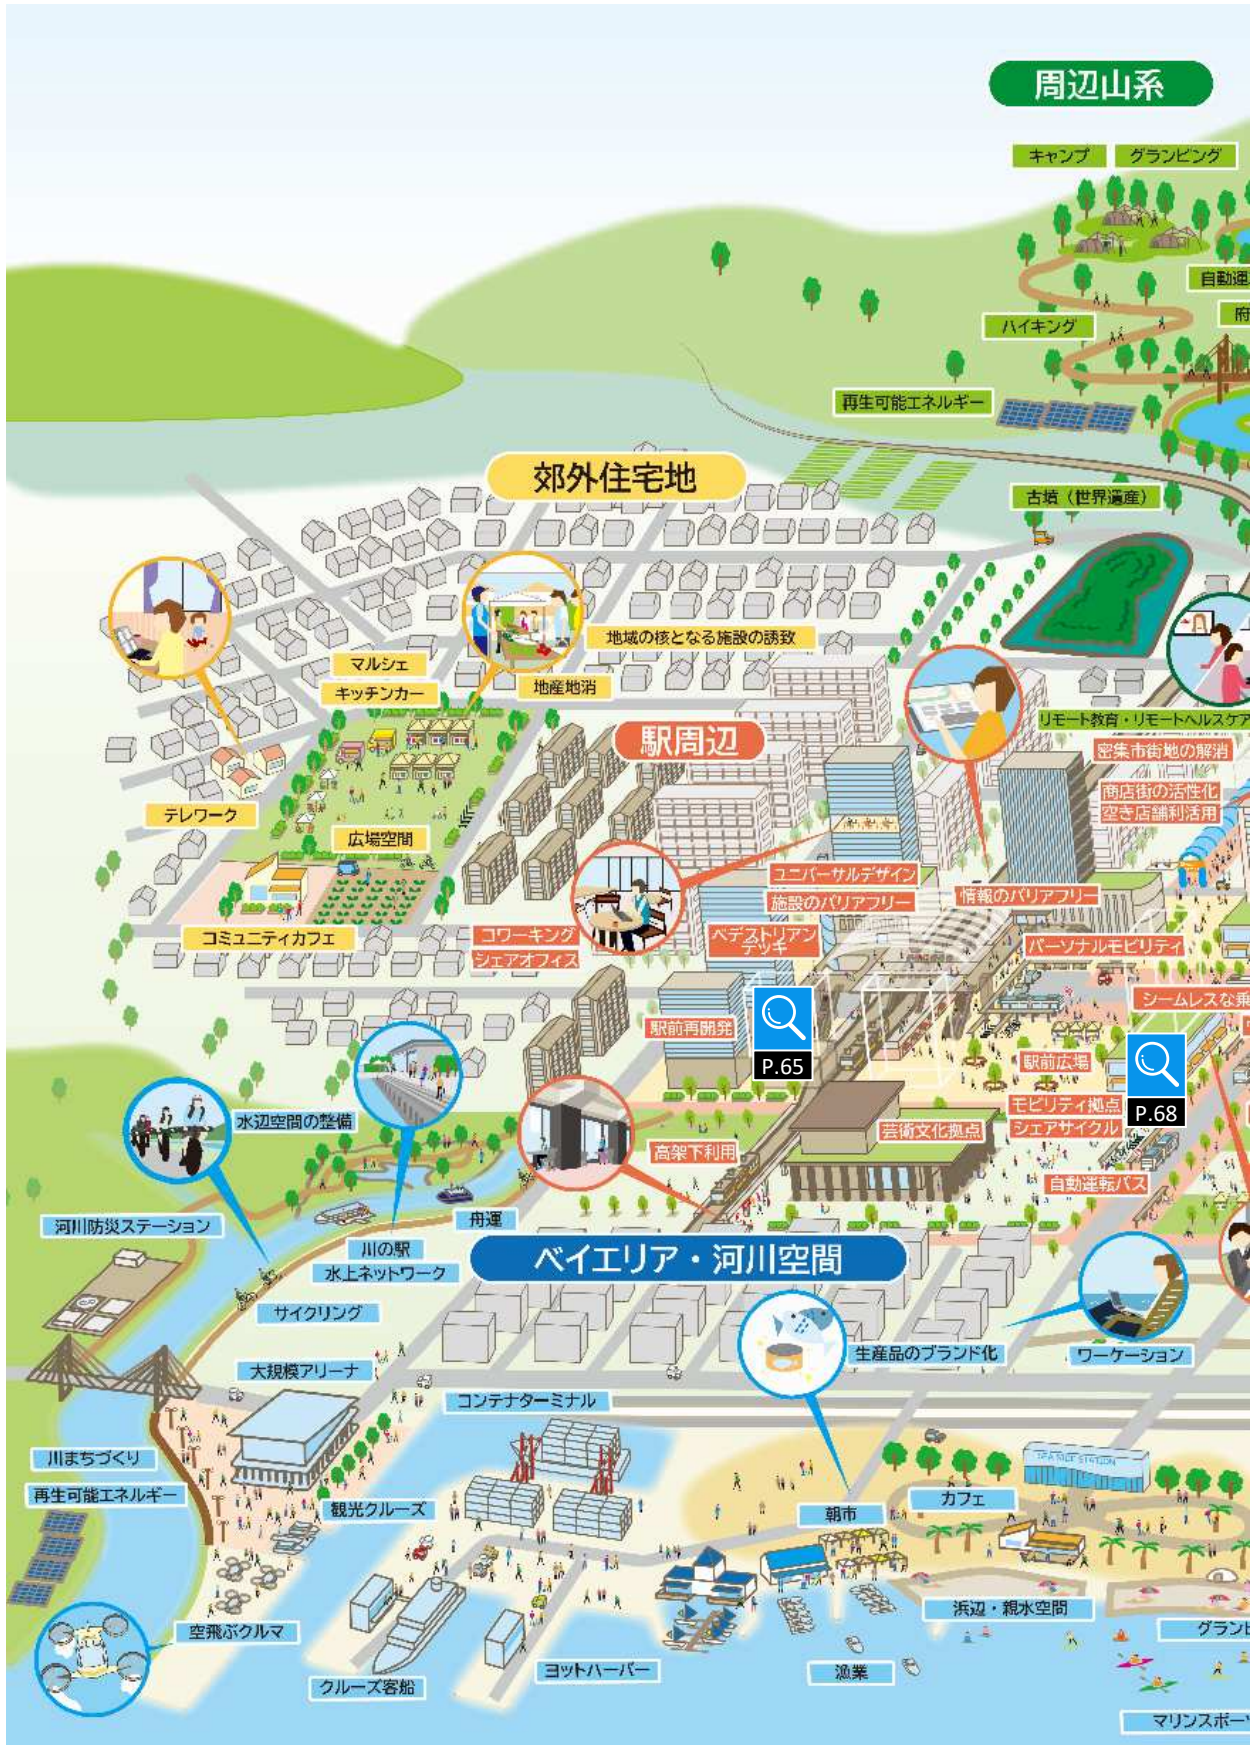 周辺山系
キャンプ
グランピング
自動運
ハイキング
府
再生可能エネルギー
郊外住宅地
古墳（世界遺産）
地域の核となる施設の誘致
マルシェ
キッチンカー
地産地消
リモート教育・リモートヘルスケア
駅周辺
密集市街地の解消
商店街の活性化
空き店舗利活用
テレワーク
広場空間
ユニバーサルデザイン
施設のバリアフリー
情報のバリアフリー
コミュニティカフェ
コワーキング
シェアオフィス
ペデストリアン
デッキ
パーソナルモビリティ
シームレスな乗
駅前再開発
P.65
駅前広場
モビリティ拠点
シェアサイクル
P.68
水辺空間の整備
芸術文化拠点
高架下利用
自動運転バス
河川防災ステーション
舟運
川の駅
水上ネットワーク
ベイエリア・河川空間
サイクリング
生産品のブランド化
ワーケーション
大規模アリーナ
コンテナターミナル
川まちづくり
再生可能エネルギー
観光クルーズ
朝市
カフェ
SEA SIDE STATION
浜辺・親水空間
空飛ぶクルマ
グランピ
クルーズ客船
ヨットハーバー
漁業
マリンスポー